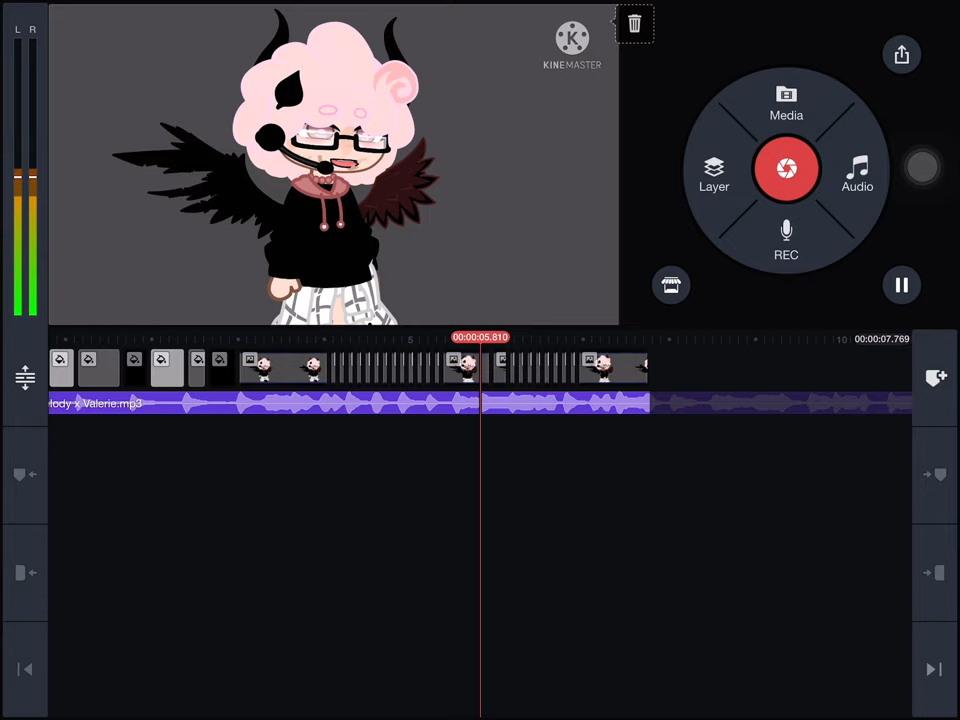 L R
KINEMASTER
Media
Layer
Audio
REC
00:00:05.810
5
10
00:00:07.769
lody x Valerie.mp3